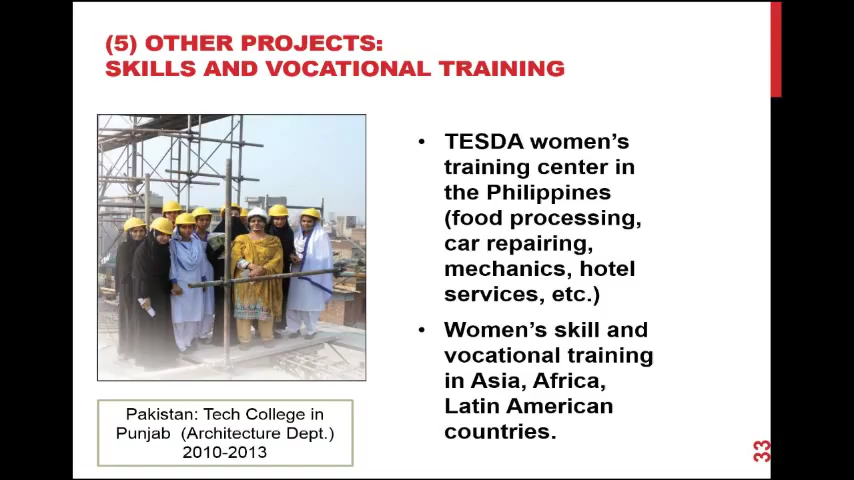 (5) OTHER PROJECTS:
SKILLS AND VOCATIONAL TRAINING
• TESDA women's
training center in
the Philippines
(food processing,
car repairing,
mechanics, hotel
services, etc.)
• Women's skill and
vocational training
in Asia, Africa,
Latin American
countries.
Pakistan: Tech College in
Punjab (Architecture Dept.)
2010-2013
33